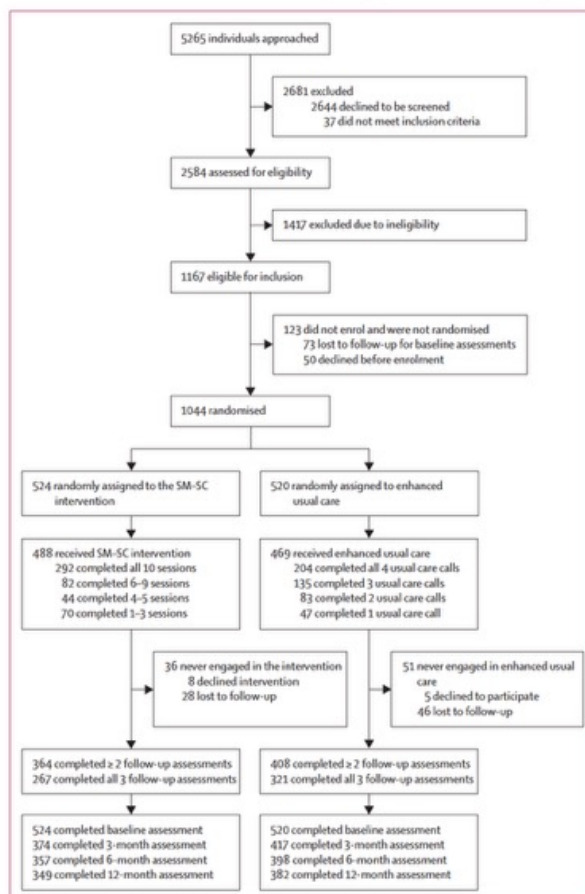 5265 individuals approached
2681 excluded
2644 declined to be screened
37 did not meet inclusion criteria
2584 assessed for eligibility
1417 excluded due to ineligibility
1167 eligible for inclusion
123 did not enrol and were not randomised
73 lost to follow-up for baseline assessments
50 declined before enrolment
1044 randomised
524 randomly assigned to the SM-SC
intervention
520 randomly assigned to enhanced
usual care
488 received SM-SC intervention
292 completed all 10 sessions
82 completed 6–9 sessions
44 completed 4–5 sessions
70 completed 1–3 sessions
469 received enhanced usual care
204 completed all 4 usual care calls
135 completed 3 usual care calls
83 completed 2 usual care calls
47 completed 1 usual care call
36 never engaged in the intervention
8 declined intervention
28 lost to follow-up
51 never engaged in enhanced usual
care
5 declined to participate
46 lost to follow-up
364 completed ≥ 2 follow-up assessments
267 completed all 3 follow-up assessments
408 completed ≥ 2 follow-up assessments
321 completed all 3 follow-up assessments
524 completed baseline assessment
374 completed 3-month assessment
357 completed 6-month assessment
349 completed 12-month assessment
520 completed baseline assessment
417 completed 3-month assessment
398 completed 6-month assessment
382 completed 12-month assessment